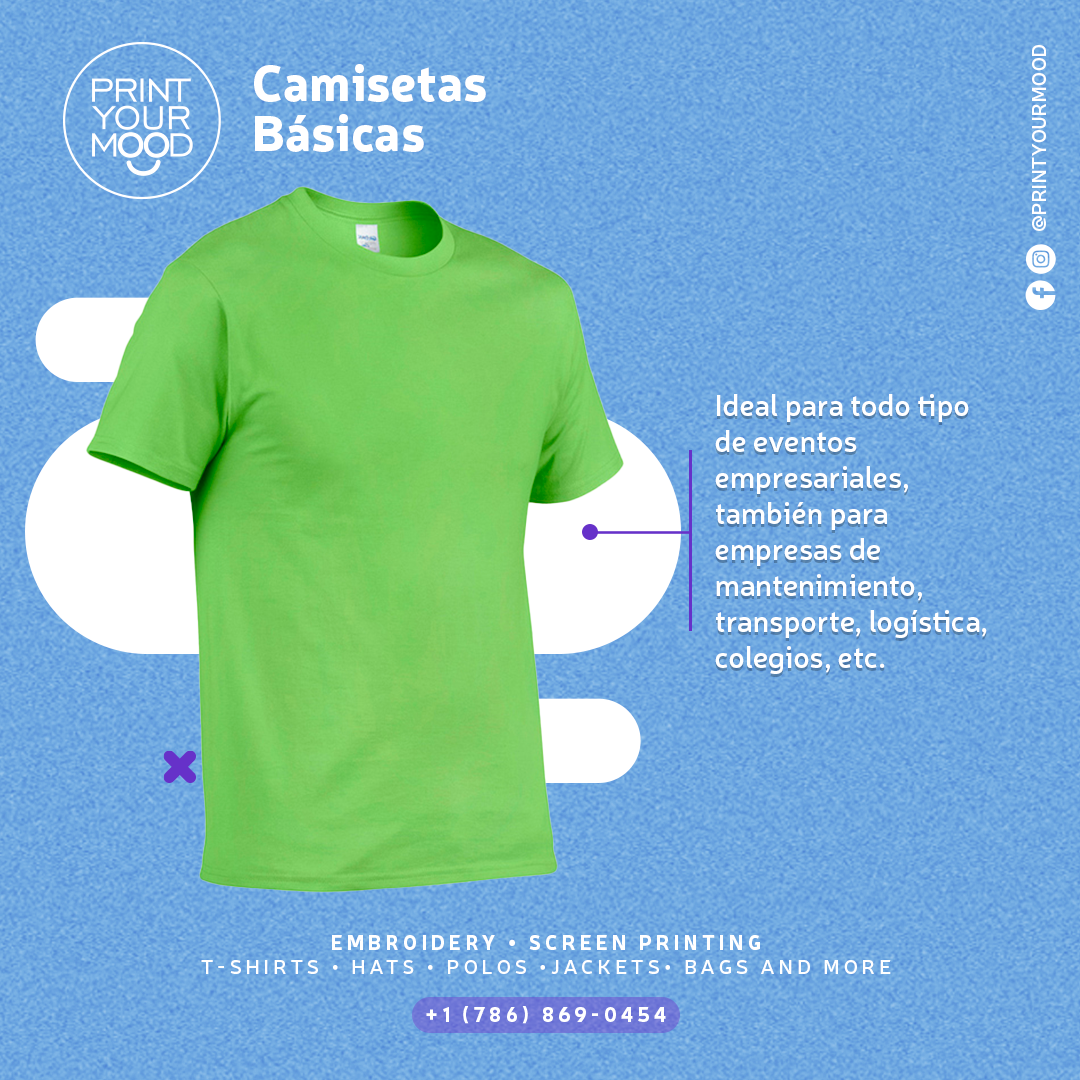 PRINT
YOUR
MOOD
Camisetas
Básicas
@PRINTYOURMOOD
Ideal para todo tipo
de eventos
empresariales,
también para
empresas de
mantenimiento,
transporte, logística,
colegios, etc.
EMBROIDERY • SCREEN PRINTING
T-SHIRTS • HATS • POLOS •JACKETS• BAGS AND MORE
+1 (786) 869-0454